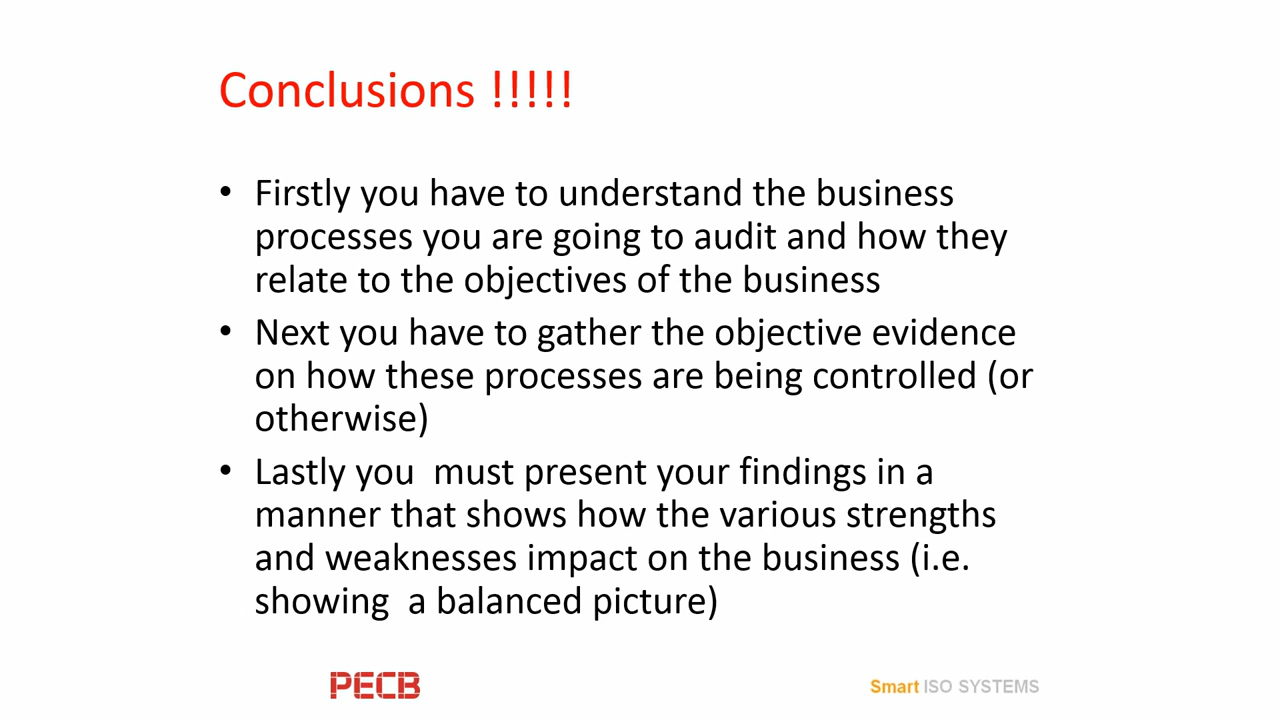 Conclusions !!!!!
• Firstly you have to understand the business
processes you are going to audit and how they
relate to the objectives of the business
• Next you have to gather the objective evidence
on how these processes are being controlled (or
otherwise)
• Lastly you  must present your findings in a
manner that shows how the various strengths
and weaknesses impact on the business (i.e.
showing  a balanced picture)
PECB
Smart ISO SYSTEMS